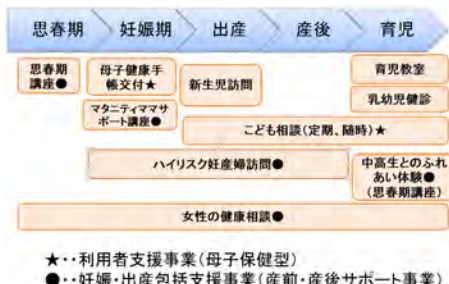 思春期 妊娠期 出産 産後 育児
思春期
講座●
母子健康手
帳交付★
マタニティママサ
ポート講座●
新生児訪問
育児教室
乳幼児健診
こども相談(定期、随時)★
ハイリスク妊産婦訪問●
中高生とのふれ
あい体験●
(思春期講座)
女性の健康相談●
★・・利用者支援事業(母子保健型)
●・・妊娠・出産包括支援事業(産前・産後サポート事業)